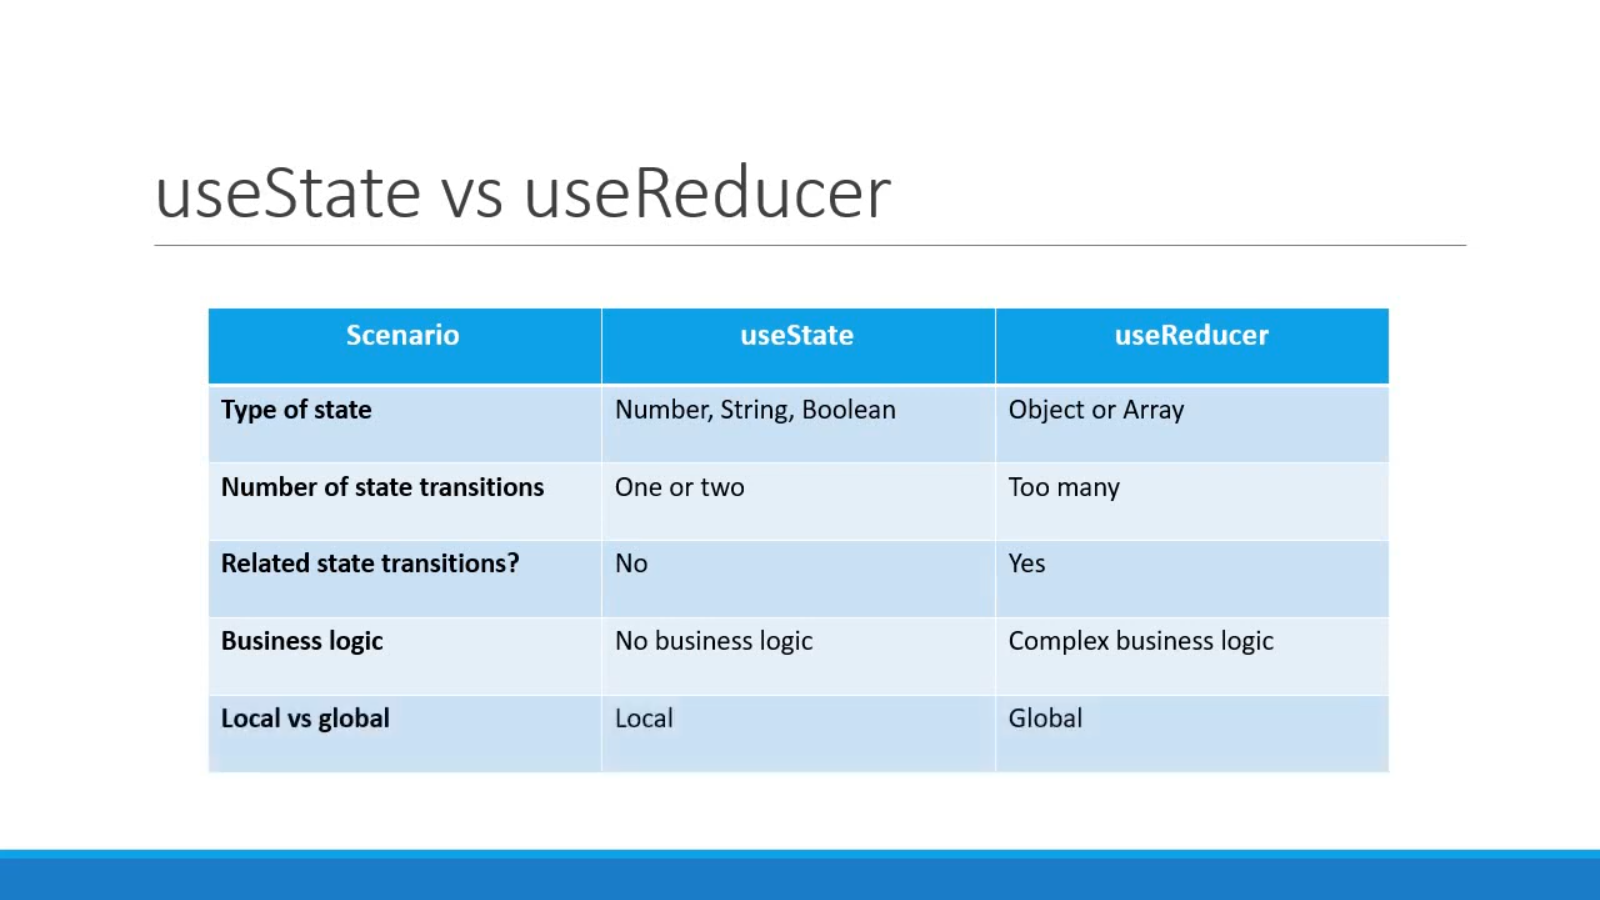 useState vs useReducer
Scenario useState useReducer
Type of state Number, String, Boolean Object or Array
Number of state transitions One or two Too many
Related state transitions? No Yes
Business logic No business logic Complex business logic
Local vs global Local Global